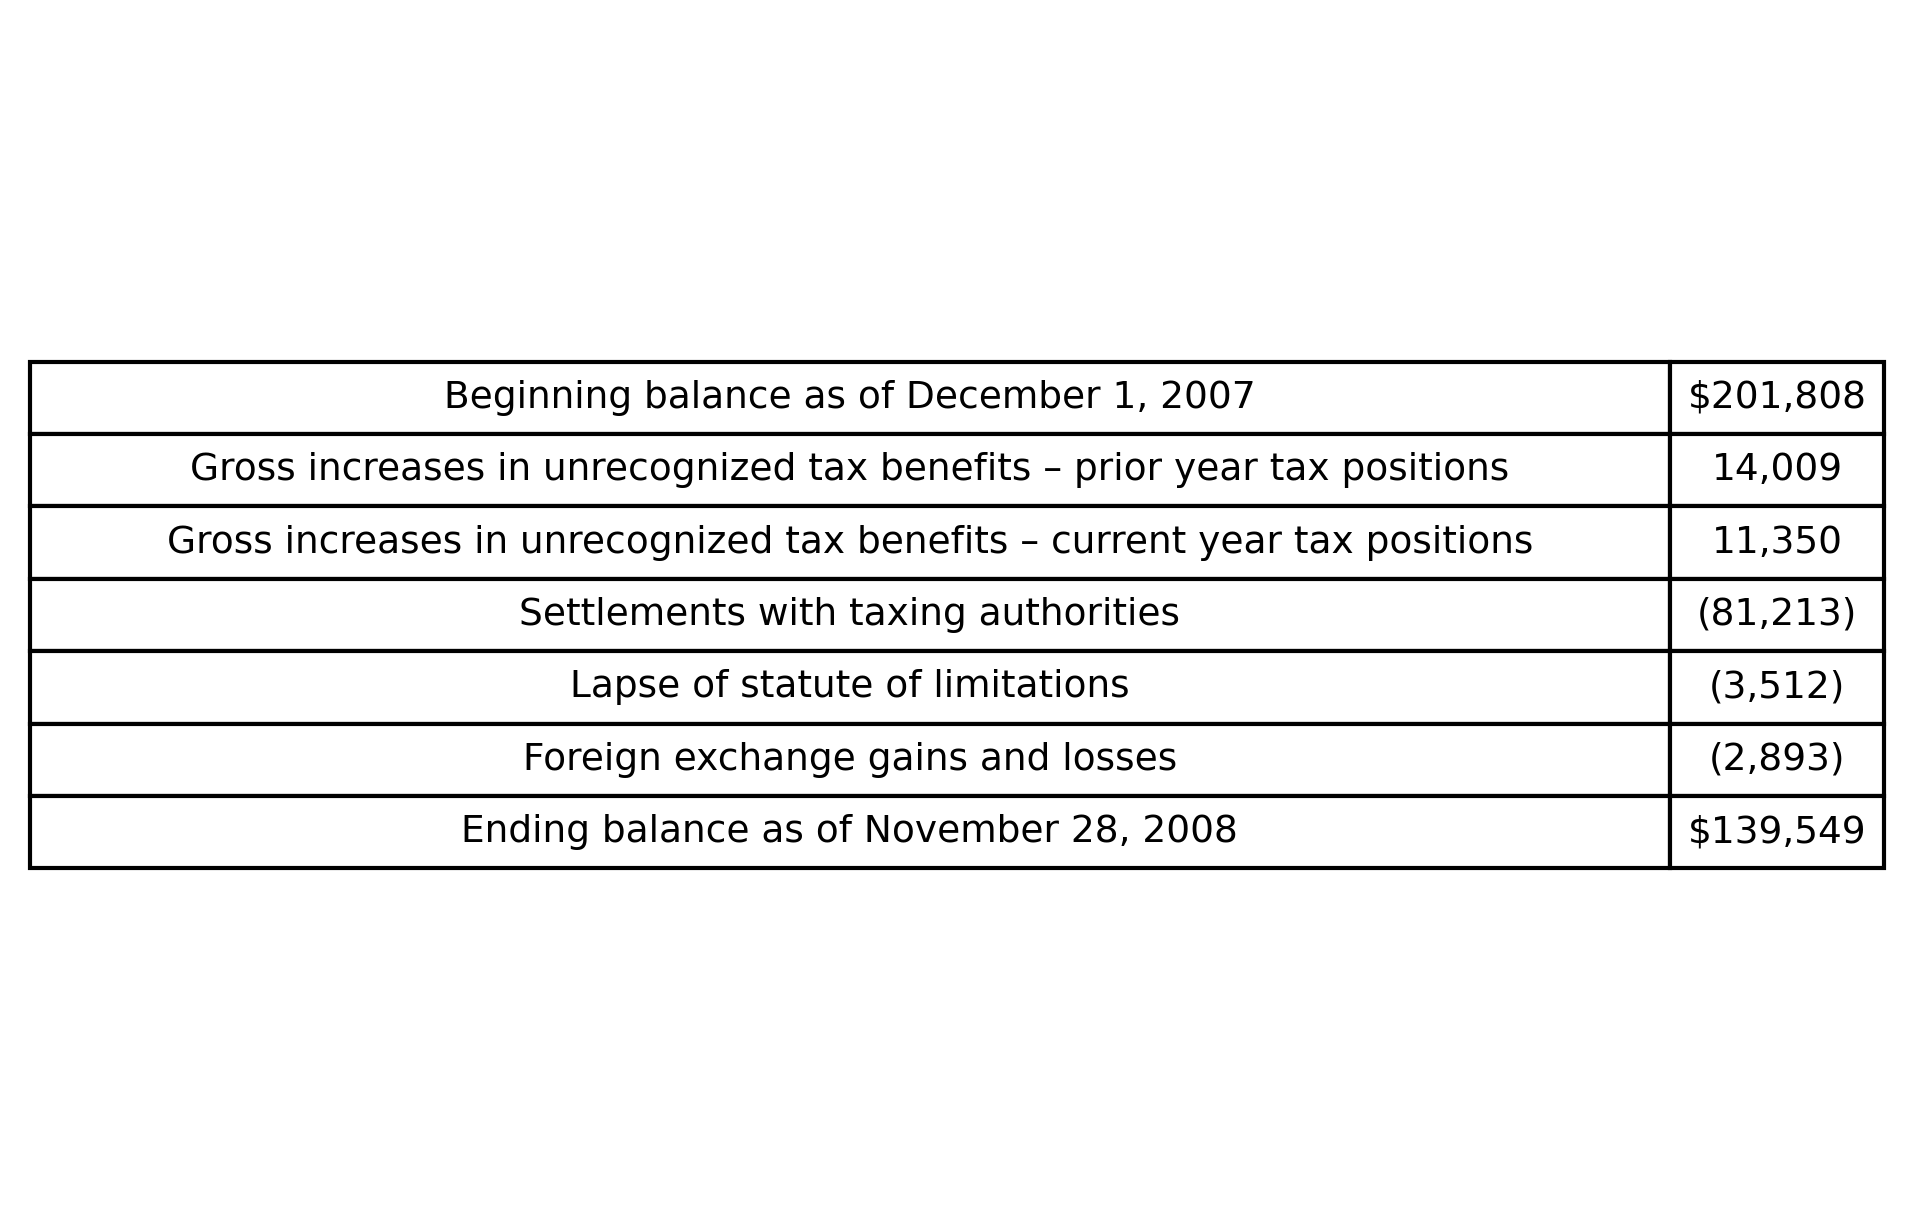 Beginning balance as of December 1, 2007 $201,808
Gross increases in unrecognized tax benefits – prior year tax positions 14,009
Gross increases in unrecognized tax benefits – current year tax positions 11,350
Settlements with taxing authorities (81,213)
Lapse of statute of limitations (3,512)
Foreign exchange gains and losses (2,893)
Ending balance as of November 28, 2008 $139,549